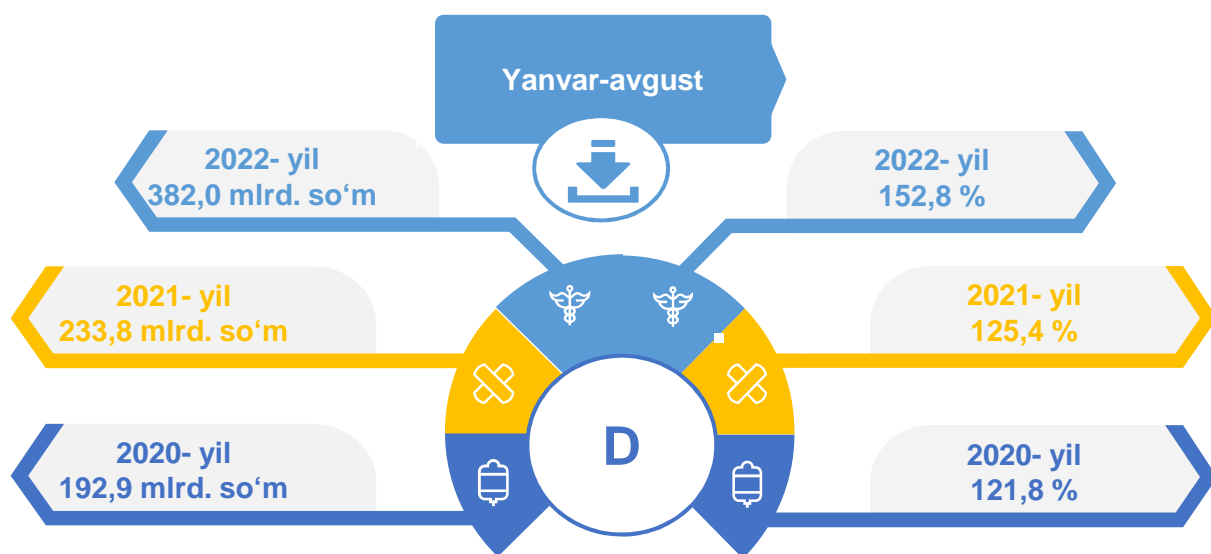 Yanvar-avgust
2022- yil
382,0 mlrd. so‘m
2022- yil
152,8 %
2021- yil
233,8 mlrd. so‘m
2021- yil
125,4 %
2020- yil
192,9 mlrd. so‘m
2020- yil
121,8 %
D